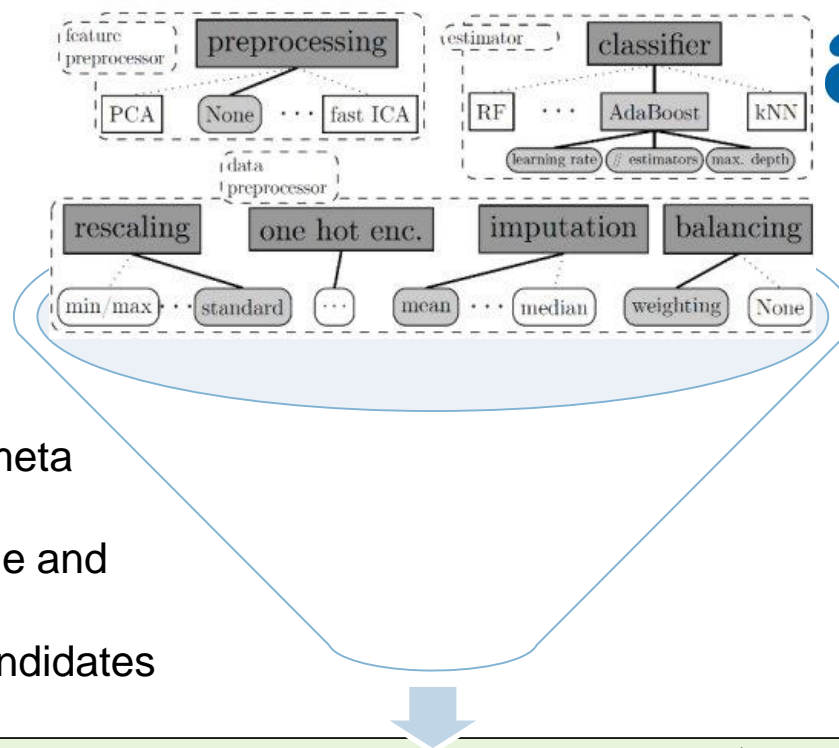 feature
preprocessor
preprocessing
PCA
None
· · ·
fast ICA
estimator
classifier
RF
· · ·
AdaBoost
kNN
learning rate
# estimators
max. depth
data
preprocessor
rescaling
one hot enc.
imputation
balancing
min/max
· · ·
standard
· · ·
mean
· · ·
median
weighting
None
e and
ndidates